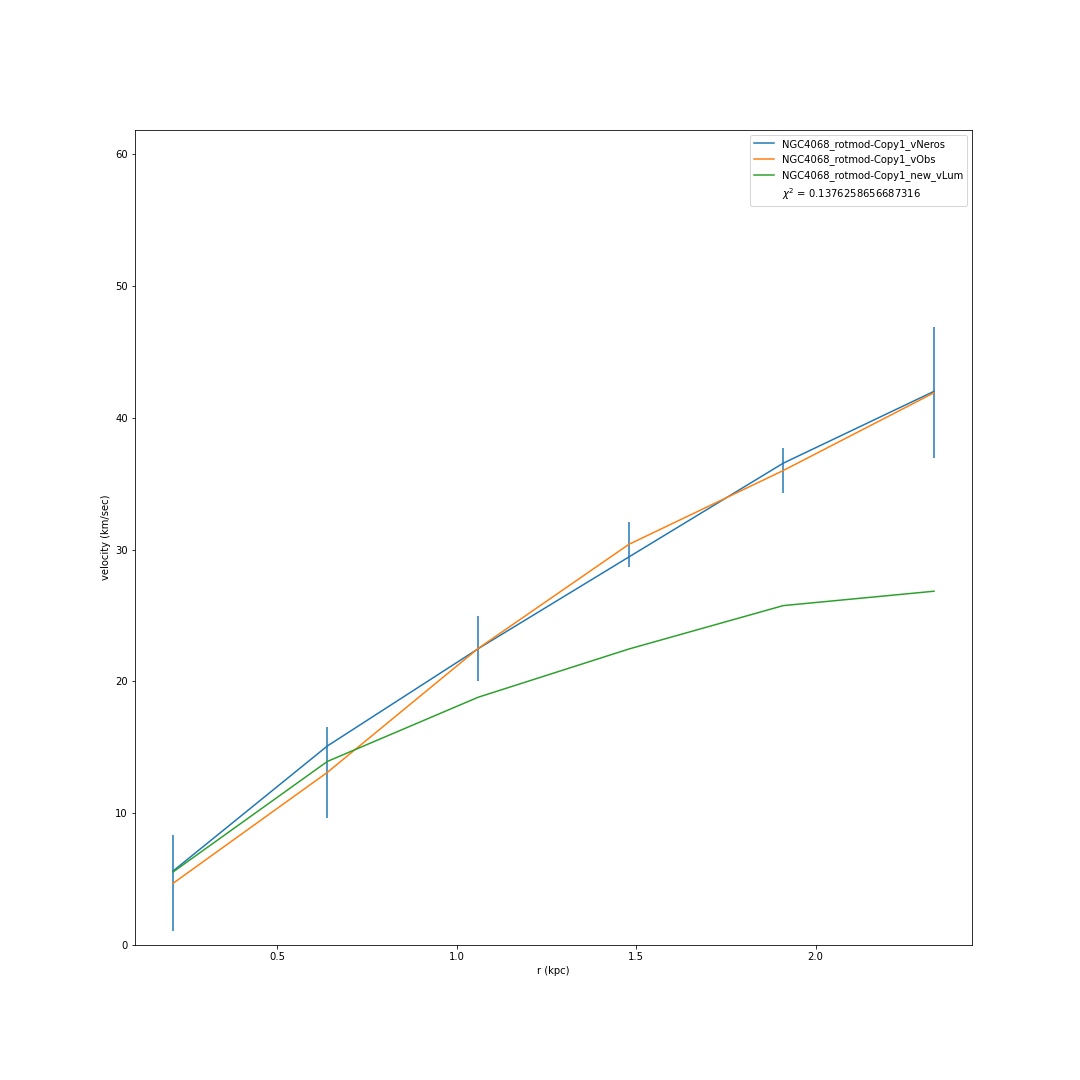 NGC4068_rotmod-Copy1_vNeros
NGC4068_rotmod-Copy1_vObs
NGC4068_rotmod-Copy1_new_vLum
χ² = 0.1376258656687316
60
50
40
30
20
10
0
velocity (km/sec)
0.5 1.0 1.5 2.0
r (kpc)